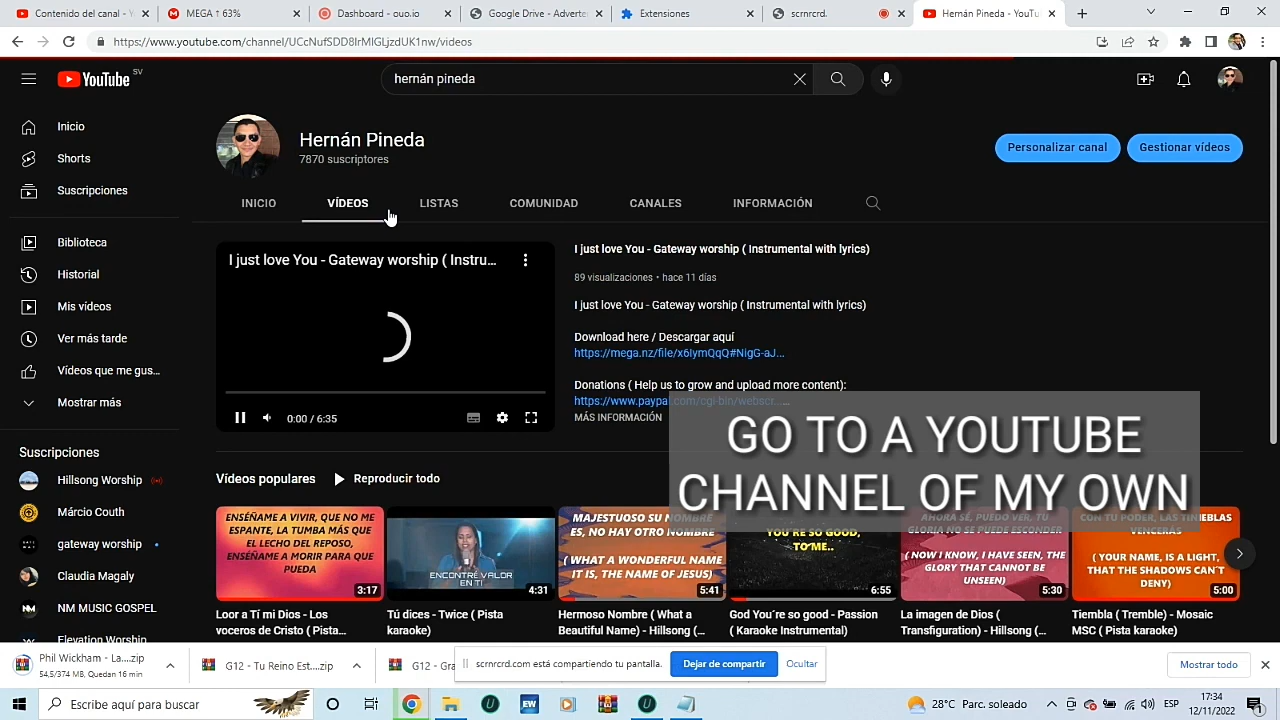 Contenido del canal - Y
MEGA ↑ 63%
Dashboard - ouo.io
Google Drive - Adverte
Extensiones
scrnrcrd.
Hernán Pineda - YouTu
https://www.youtube.com/channel/UCcNufSDD8IrMIGLjzdUK1nw/videos
YouTube SV
hernán pineda
Inicio
Shorts
Suscripciones
Biblioteca
Historial
Mis vídeos
Ver más tarde
Vídeos que me gus...
Mostrar más
Suscripciones
Hillsong Worship
Márcio Couth
gateway worship
Claudia Magaly
NM MUSIC GOSPEL
Elevation Worship
Hernán Pineda
7870 suscriptores
Personalizar canal
Gestionar vídeos
INICIO
VÍDEOS
LISTAS
COMUNIDAD
CANALES
INFORMACIÓN
I just love You - Gateway worship ( Instru...
0:00 / 6:35
I just love You - Gateway worship ( Instrumental with lyrics)
89 visualizaciones • hace 11 días
I just love You - Gateway worship ( Instrumental with lyrics)
Download here / Descargar aquí
https://mega.nz/file/x6IymQqQ#NigG-aJ...
Donations ( Help us to grow and upload more content):
https://www.paypal.com/cgi-bin/webscr...
MÁS INFORMACIÓN
GO TO A YOUTUBE
CHANNEL OF MY OWN
Vídeos populares
Reproducir todo
ENSÉÑAME A VIVIR, QUE NO ME
ESPANTE, LA TUMBA MÁS QUE
EL LECHO DEL REPOSO,
ENSÉÑAME A MORIR PARA QUE
PUEDA
3:17
Loor a Tí mi Dios - Los
voceros de Cristo ( Pista...
ENCONTRÉ VALOR
EN TI
4:31
Tú dices - Twice ( Pista
karaoke)
MAJESTUOSO SU NOMBRE
ES, NO HAY OTRO NOMBRE
( WHAT A WONDERFUL NAME
IT IS, THE NAME OF JESUS)
5:41
Hermoso Nombre ( What a
Beautiful Name) - Hillsong (...
YOU'RE SO GOOD,
TO ME..
6:55
God You´re so good - Passion
( Karaoke Instrumental)
AHORA SÉ, PUEDO VER, TU
GLORIA NO SE PUEDE ESCONDER
( NOW I KNOW, I HAVE SEEN, THE
GLORY THAT CANNOT BE
UNSEEN)
5:30
La imagen de Dios (
Transfiguration) - Hillsong (...
CON TU PODER, LAS TINIEBLAS
VENCERÁS
( YOUR NAME, IS A LIGHT,
THAT THE SHADOWS CAN´T
DENY)
5:00
Tiembla ( Tremble) - Mosaic
MSC ( Pista karaoke)
Phil Wickham - La....zip
54,5/374 MB, Quedan 16 min
G12 - Tu Reino Est....zip
G12 - Gra
scrnrcrd.com está compartiendo tu pantalla.
Dejar de compartir
Ocultar
Mostrar todo
Escribe aquí para buscar
EW
28°C Parc. soleado
ESP
17:34
12/11/2022
1